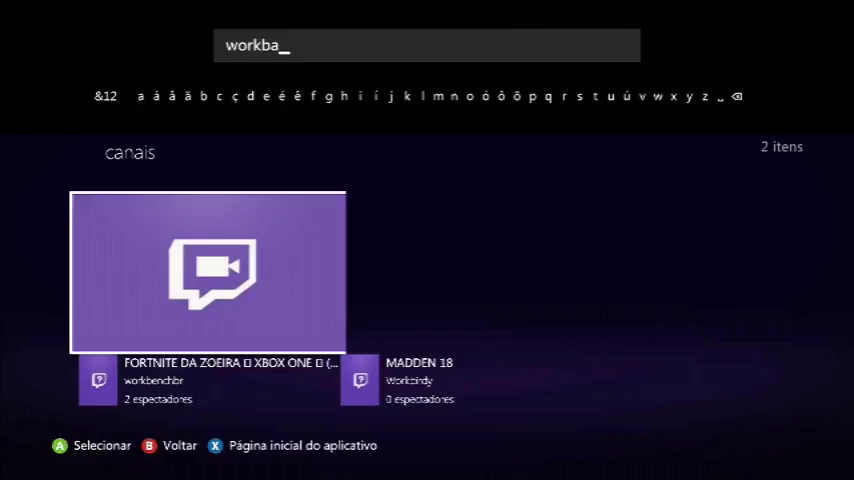 workba_
&12 a á â ã b c ç d e é ê f g h i í j k l m n o ó ô õ p q r s t u ú v w x y z
canais
2 itens
FORTNITE DA ZOEIRA XBOX ONE (...
MADDEN 18
workbenchbr
2 espectadores
0 espectadores
A Selecionar B Voltar X Página inicial do aplicativo